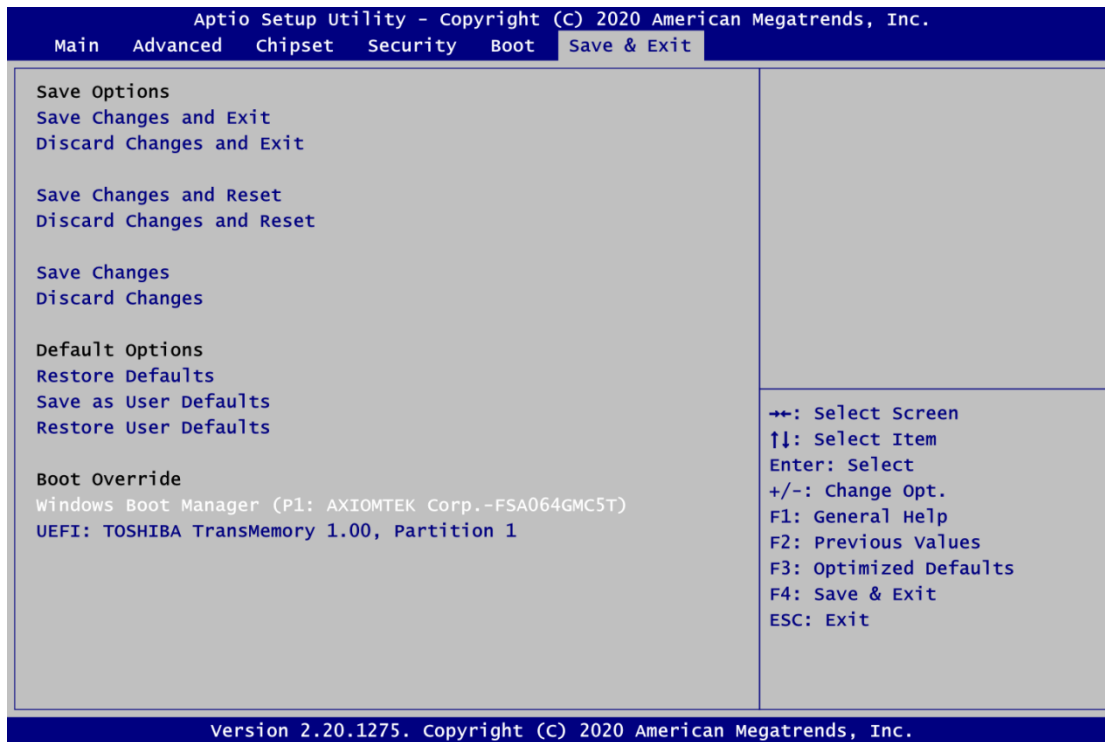 Aptio Setup Utility - Copyright (C) 2020 American Megatrends, Inc.
Main Advanced Chipset Security Boot Save & Exit
Save Options
Save Changes and Exit
Discard Changes and Exit
Save Changes and Reset
Discard Changes and Reset
Save Changes
Discard Changes
Default Options
Restore Defaults
Save as User Defaults
Restore User Defaults
Boot Override
Windows Boot Manager (P1: AXIOMTEK Corp.-FSA064GMC5T)
UEFI: TOSHIBA TransMemory 1.00, Partition 1
→←: Select Screen
↑↓: Select Item
Enter: Select
+/-: Change Opt.
F1: General Help
F2: Previous Values
F3: Optimized Defaults
F4: Save & Exit
ESC: Exit
Version 2.20.1275. Copyright (C) 2020 American Megatrends, Inc.